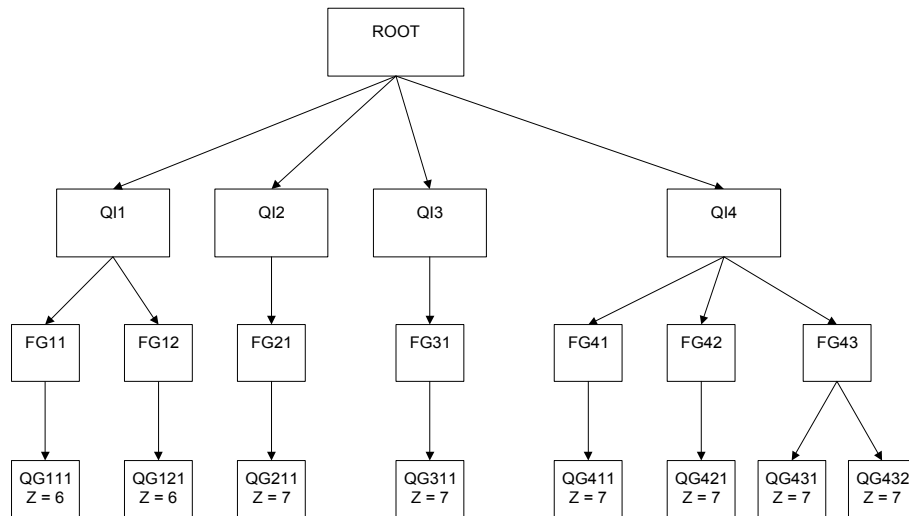 ROOT
QI1
QI2
QI3
QI4
FG11
FG12
FG21
FG31
FG41
FG42
FG43
QG111
Z = 6
QG121
Z = 6
QG211
Z = 7
QG311
Z = 7
QG411
Z = 7
QG421
Z = 7
QG431
Z = 7
QG432
Z = 7